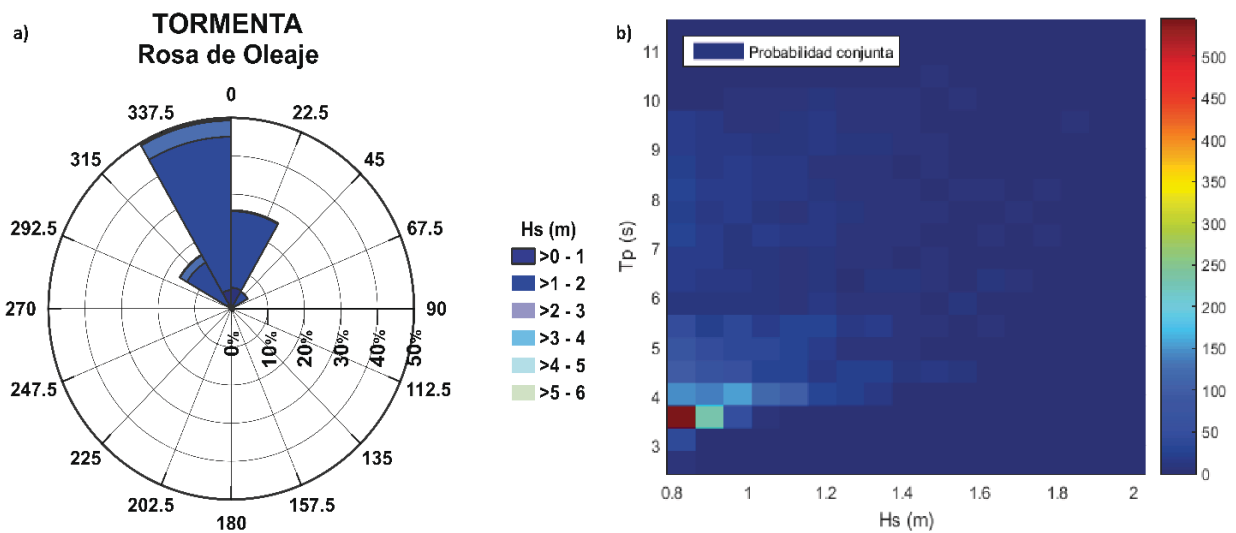 a)
TORMENTA
Rosa de Oleaje
0
22.5
45
67.5
90
112.5
135
157.5
180
202.5
225
247.5
270
292.5
315
337.5
0%
10%
20%
30%
40%
50%
Hs (m)
>0 - 1
>1 - 2
>2 - 3
>3 - 4
>4 - 5
>5 - 6
b)
Probabilidad conjunta
Tp (s)
11
10
9
8
7
6
5
4
3
0.8 1 1.2 1.4 1.6 1.8 2
Hs (m)
500
450
400
350
300
250
200
150
100
50
0